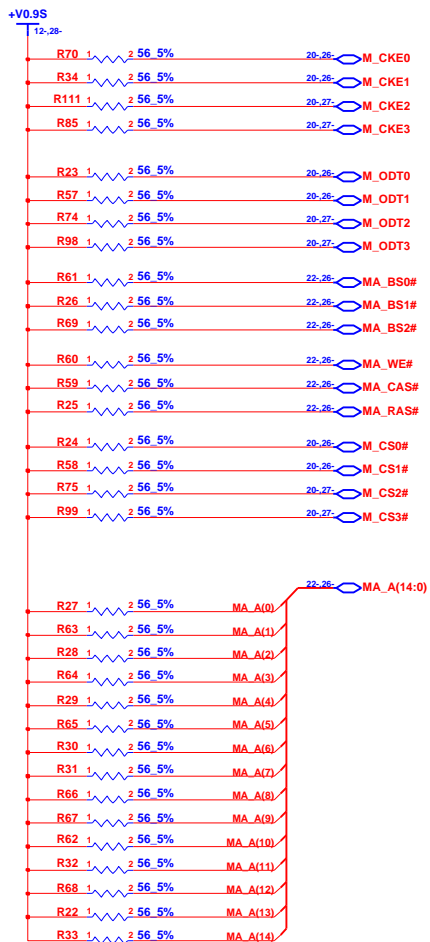 +V0.9S
12-,28-
R70 1 2 56_5% 20-,26- M_CKE0
R34 1 2 56_5% 20-,26- M_CKE1
R111 1 2 56_5% 20-,27- M_CKE2
R85 1 2 56_5% 20-,27- M_CKE3
R23 1 2 56_5% 20-,26- M_ODT0
R57 1 2 56_5% 20-,26- M_ODT1
R74 1 2 56_5% 20-,27- M_ODT2
R98 1 2 56_5% 20-,27- M_ODT3
R61 1 2 56_5% 22-,26- MA_BS0#
R26 1 2 56_5% 22-,26- MA_BS1#
R69 1 2 56_5% 22-,26- MA_BS2#
R60 1 2 56_5% 22-,26- MA_WE#
R59 1 2 56_5% 22-,26- MA_CAS#
R25 1 2 56_5% 22-,26- MA_RAS#
R24 1 2 56_5% 20-,26- M_CS0#
R58 1 2 56_5% 20-,26- M_CS1#
R75 1 2 56_5% 20-,27- M_CS2#
R99 1 2 56_5% 20-,27- M_CS3#
22-,26- MA_A(14:0)
R27 1 2 56_5% MA_A(0)
R63 1 2 56_5% MA_A(1)
R28 1 2 56_5% MA_A(2)
R64 1 2 56_5% MA_A(3)
R29 1 2 56_5% MA_A(4)
R65 1 2 56_5% MA_A(5)
R30 1 2 56_5% MA_A(6)
R31 1 2 56_5% MA_A(7)
R66 1 2 56_5% MA_A(8)
R67 1 2 56_5% MA_A(9)
R62 1 2 56_5% MA_A(10)
R32 1 2 56_5% MA_A(11)
R68 1 2 56_5% MA_A(12)
R22 1 2 56_5% MA_A(13)
R33 1 2 56_5% MA_A(14)